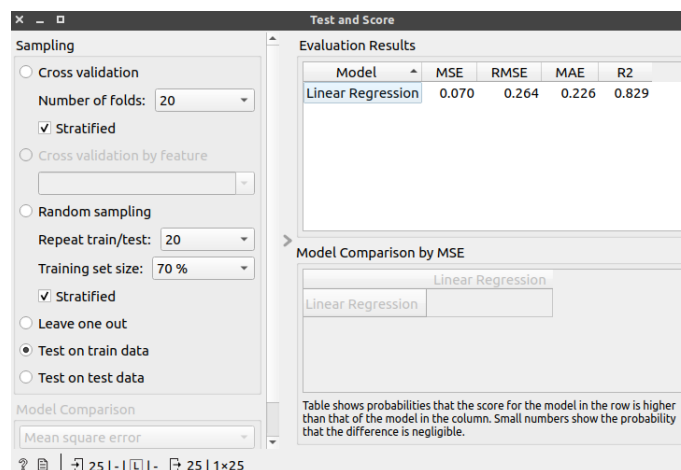 Test and Score
Sampling
Cross validation
Number of folds: 20
Stratified
Cross validation by feature
Random sampling
Repeat train/test: 20
Training set size: 70 %
Stratified
Leave one out
Test on train data
Test on test data
Model Comparison
Mean square error
Evaluation Results
Model MSE RMSE MAE R2
Linear Regression 0.070 0.264 0.226 0.829
Model Comparison by MSE
Linear Regression
Linear Regression
Table shows probabilities that the score for the model in the row is higher
than that of the model in the column. Small numbers show the probability
that the difference is negligible.
? 25 | - | L | - 25 | 1×25